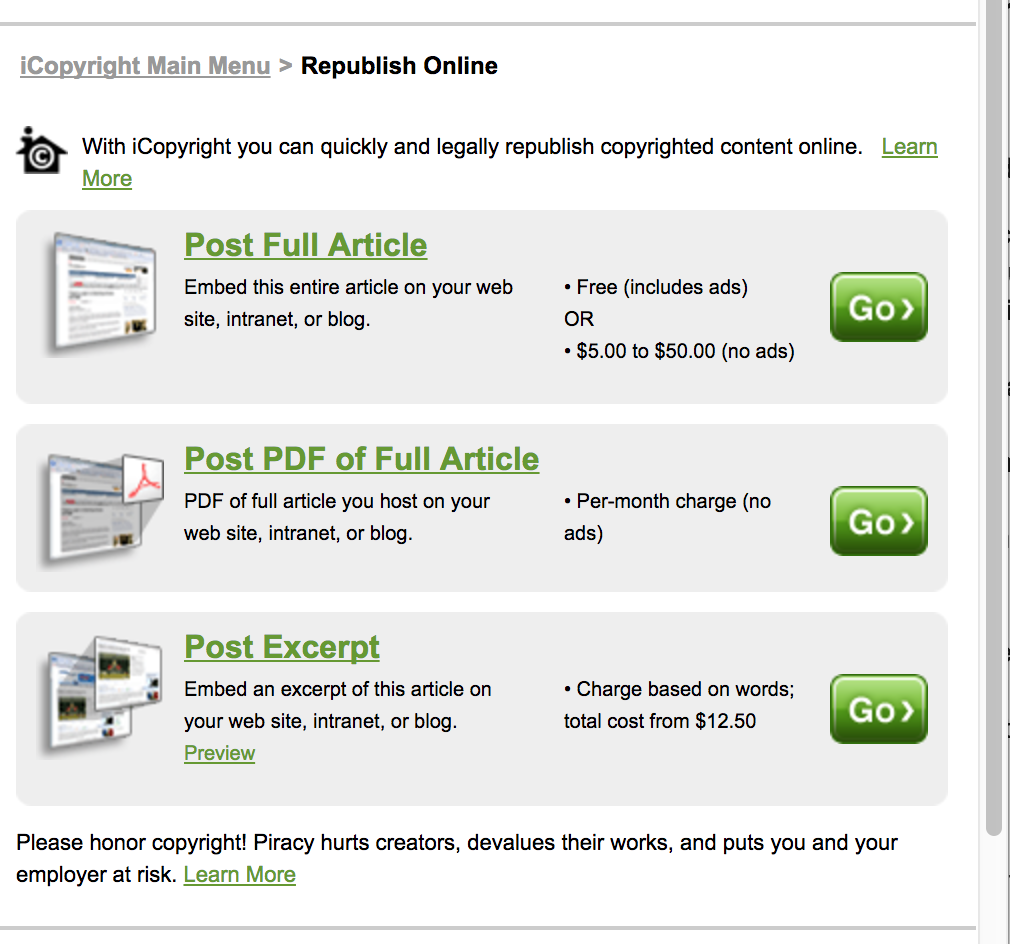 iCopyright Main Menu > Republish Online
With iCopyright you can quickly and legally republish copyrighted content online. Learn
More
Post Full Article
Embed this entire article on your web
site, intranet, or blog.
• Free (includes ads)
OR
• $5.00 to $50.00 (no ads)
Go ›
Post PDF of Full Article
PDF of full article you host on your
web site, intranet, or blog.
• Per-month charge (no
ads)
Go ›
Post Excerpt
Embed an excerpt of this article on
your web site, intranet, or blog.
Preview
• Charge based on words;
total cost from $12.50
Go ›
Please honor copyright! Piracy hurts creators, devalues their works, and puts you and your
employer at risk. Learn More